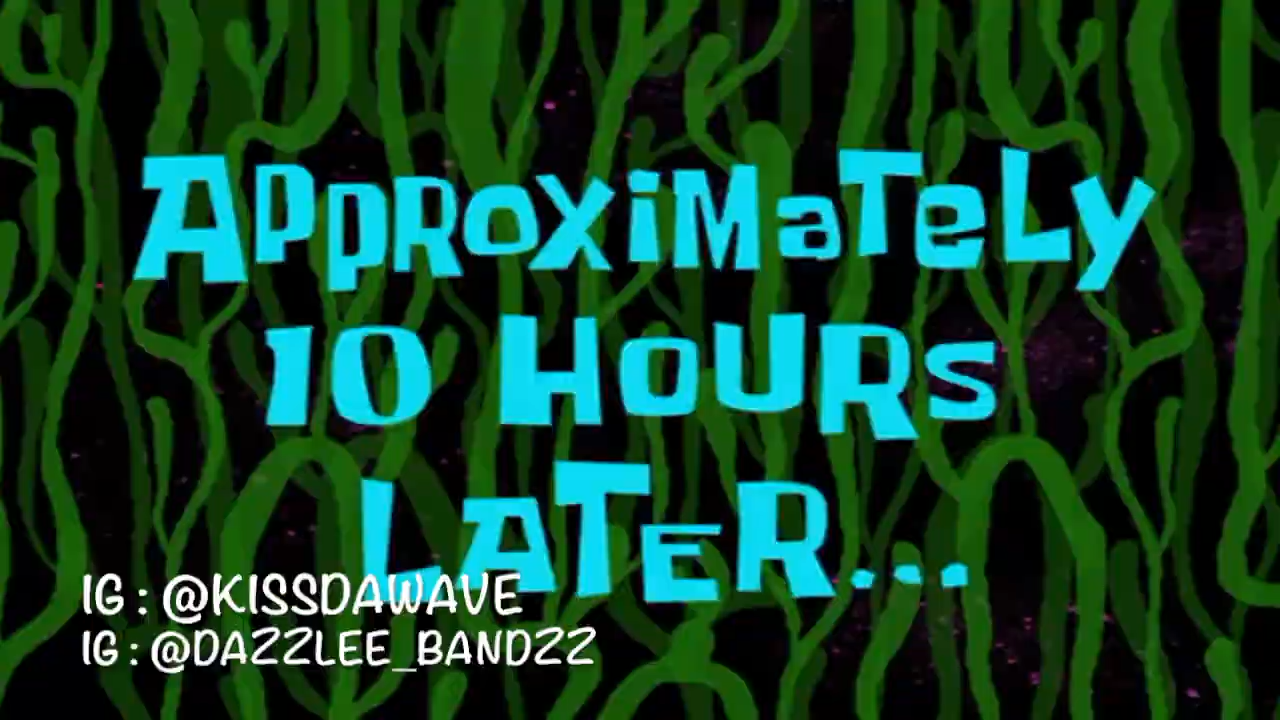 Approximately
10 Hours
Later...
IG : @KISSDAWAVE
IG : @DAZZLEE_BANDZZ